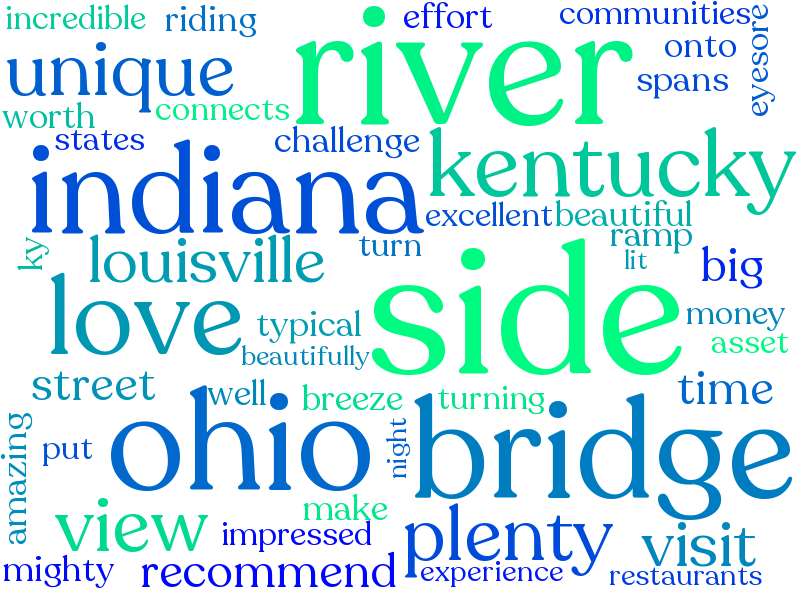 incredible riding effort communities
river
unique onto eyesore
spans
worth connects
states challenge
indiana kentucky
excellent beautiful
ky louisville turn ramp
lit big
love side
typical money
beautifully asset
street well breeze turning time
amazing put ohio night bridge
view make
impressed plenty visit
mighty recommend experience restaurants